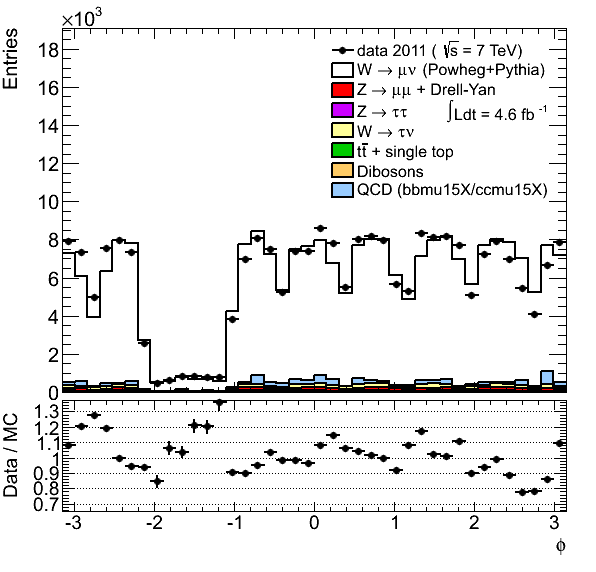 ×10³
Entries
18
16
14
12
10
8
6
4
2
0
data 2011 ( √s = 7 TeV)
W → μν (Powheg+Pythia)
Z → μμ + Drell-Yan
Z → ττ ∫Ldt = 4.6 fb⁻¹
W → τν
tt̄ + single top
Dibosons
QCD (bbmu15X/ccmu15X)
Data / MC
1.3
1.2
1.1
1
0.9
0.8
0.7
-3 -2 -1 0 1 2 3
ϕ